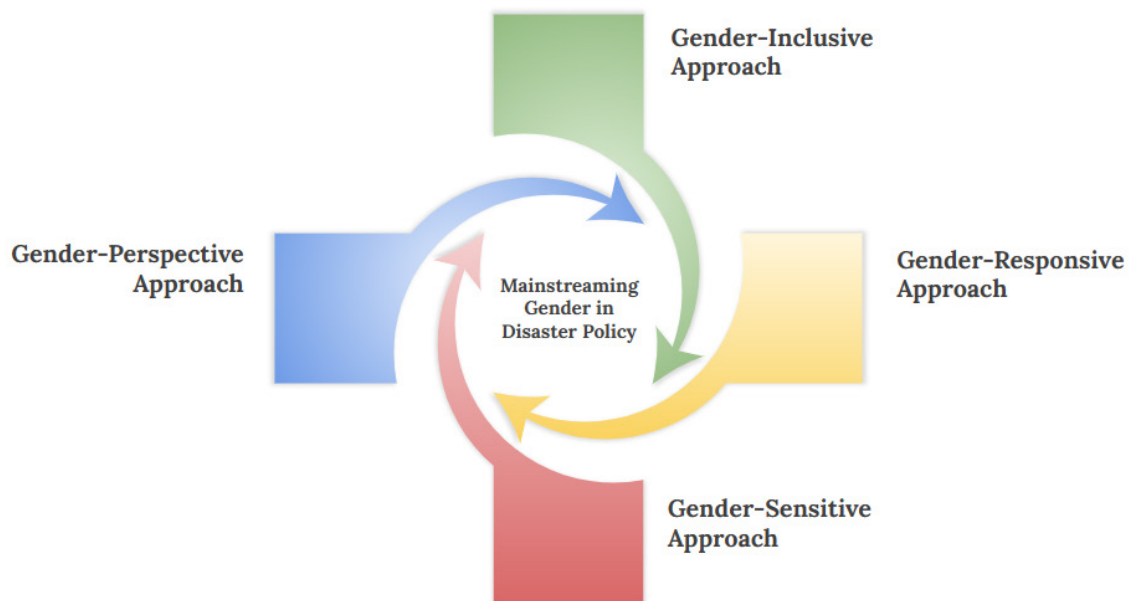 Gender-Inclusive
Approach
Gender-Perspective
Approach
Mainstreaming
Gender in
Disaster Policy
Gender-Responsive
Approach
Gender-Sensitive
Approach